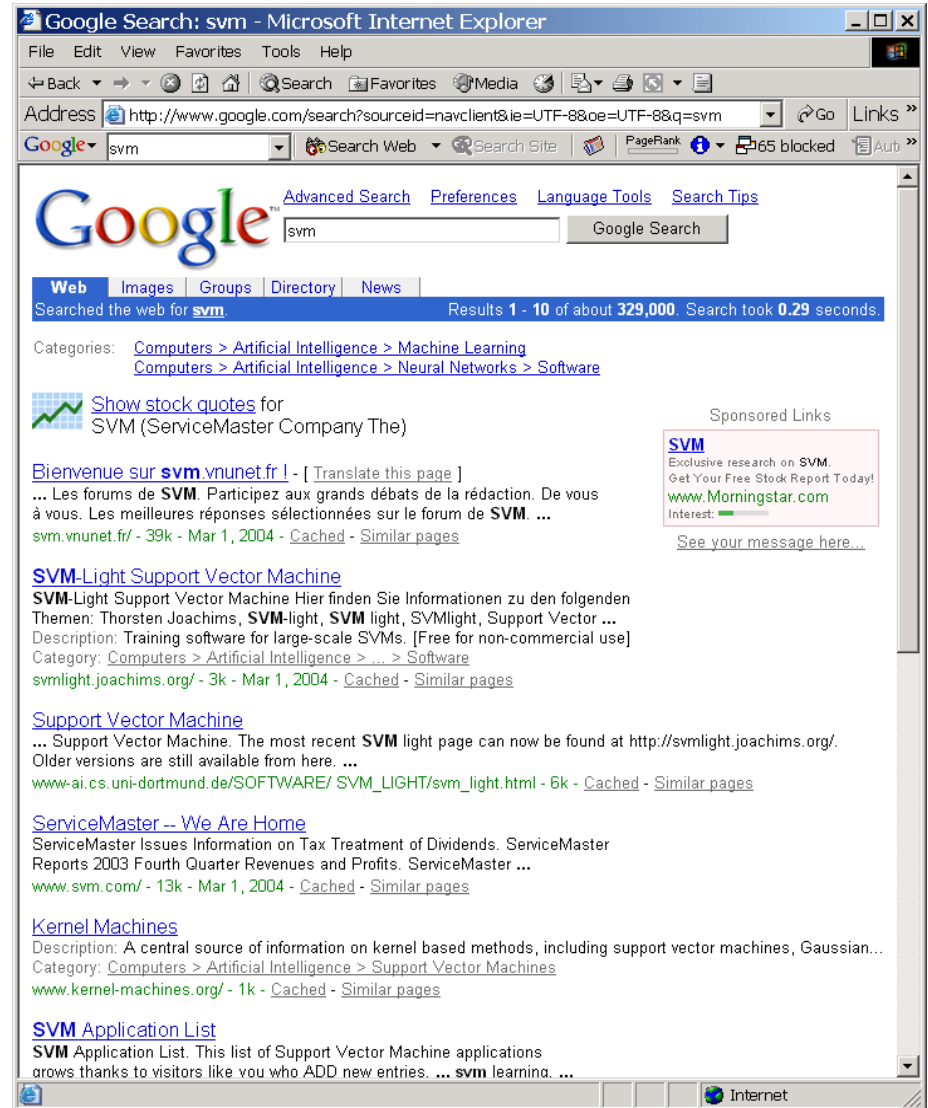 Google Search: svm - Microsoft Internet Explorer
File Edit View Favorites Tools Help
Back Search Favorites Media
Address http://www.google.com/search?sourceid=navclient&ie=UTF-8&oe=UTF-8&q=svm Go Links »
Google svm Search Web Search Site PageRank 65 blocked Aut »
Google™
Advanced Search Preferences Language Tools Search Tips
svm Google Search
Web Images Groups Directory News
Searched the web for svm. Results 1 - 10 of about 329,000. Search took 0.29 seconds.
Categories: Computers > Artificial Intelligence > Machine Learning
Computers > Artificial Intelligence > Neural Networks > Software
Show stock quotes for
SVM (ServiceMaster Company The)
Sponsored Links
SVM
Exclusive research on SVM.
Get Your Free Stock Report Today!
www.Morningstar.com
Interest:
See your message here...
Bienvenue sur svm.vnunet.fr ! - [ Translate this page ]
... Les forums de SVM. Participez aux grands débats de la rédaction. De vous
à vous. Les meilleures réponses sélectionnées sur le forum de SVM. ...
svm.vnunet.fr/ - 39k - Mar 1, 2004 - Cached - Similar pages
SVM-Light Support Vector Machine
SVM-Light Support Vector Machine Hier finden Sie Informationen zu den folgenden
Themen: Thorsten Joachims, SVM-light, SVM light, SVMlight, Support Vector ...
Description: Training software for large-scale SVMs. [Free for non-commercial use]
Category: Computers > Artificial Intelligence > ... > Software
svmlight.joachims.org/ - 3k - Mar 1, 2004 - Cached - Similar pages
Support Vector Machine
... Support Vector Machine. The most recent SVM light page can now be found at http://svmlight.joachims.org/.
Older versions are still available from here. ...
www-ai.cs.uni-dortmund.de/SOFTWARE/ SVM_LIGHT/svm_light.html - 6k - Cached - Similar pages
ServiceMaster -- We Are Home
ServiceMaster Issues Information on Tax Treatment of Dividends. ServiceMaster
Reports 2003 Fourth Quarter Revenues and Profits. ServiceMaster ...
www.svm.com/ - 13k - Mar 1, 2004 - Cached - Similar pages
Kernel Machines
Description: A central source of information on kernel based methods, including support vector machines, Gaussian...
Category: Computers > Artificial Intelligence > Support Vector Machines
www.kernel-machines.org/ - 1k - Cached - Similar pages
SVM Application List
SVM Application List. This list of Support Vector Machine applications
grows thanks to visitors like you who ADD new entries. ... svm learning. ...
Internet